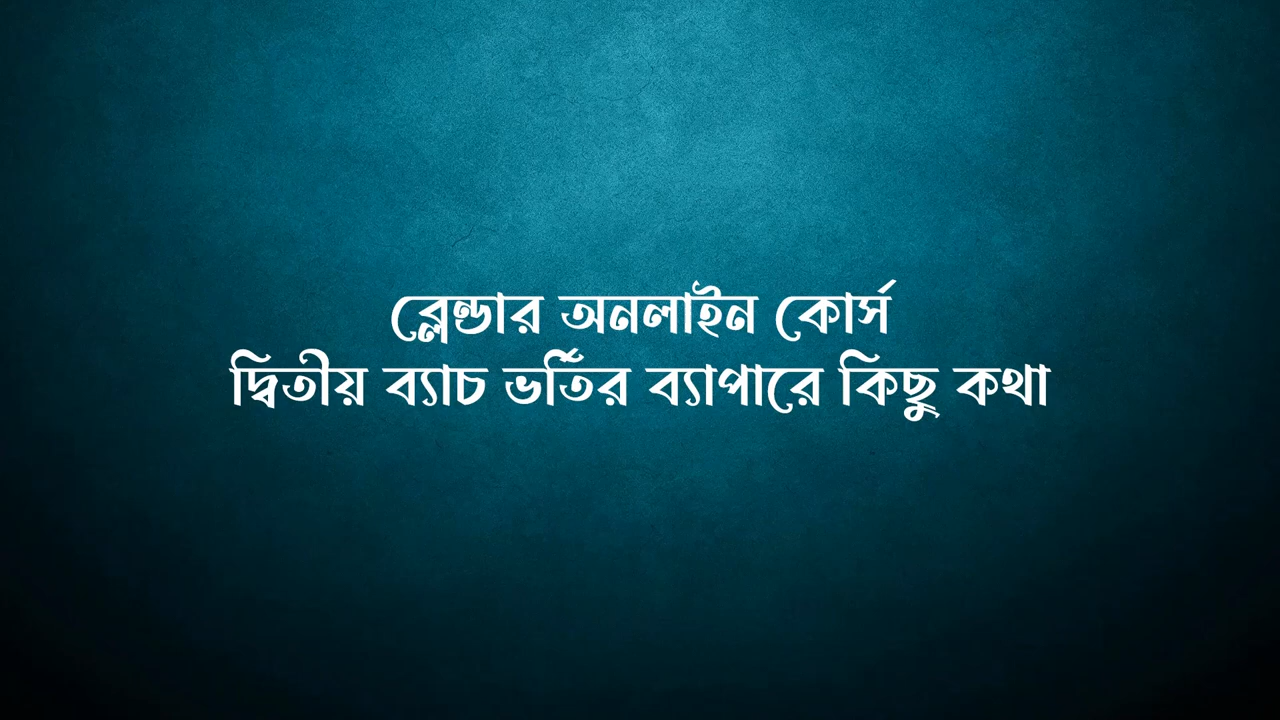 ব্লেন্ডার অনলাইন কোর্স
দ্বিতীয় ব্যাচ ভর্তির ব্যাপারে কিছু কথা